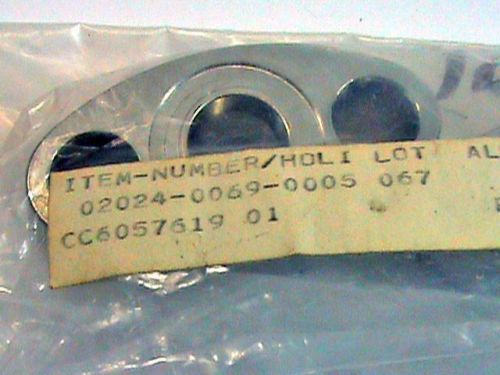 ITEM-NUMBER/HOLI LOT AL
02024-0069-0005 067
CC6057619 01